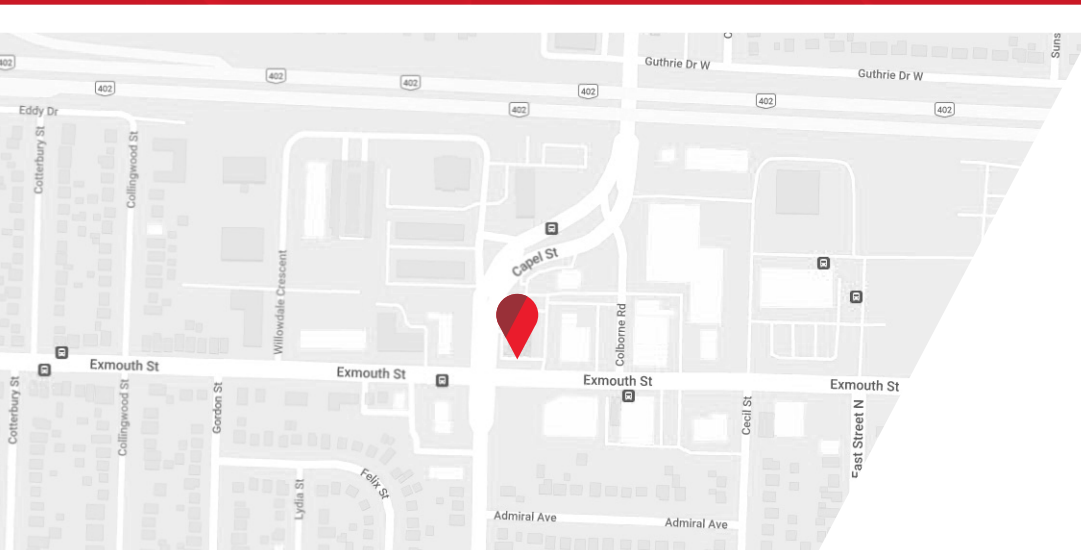 C
Suns
Guthrie Dr W
Guthrie Dr W
402
402
402
402
402
402
402
402
Eddy Dr
Cotterbury St
Collingwood St
Willowdale Crescent
Capel St
Colborne Rd
Exmouth St
Exmouth St
Exmouth St
Exmouth St
Cotterbury St
Collingwood St
Gordon St
Cecil St
East Street N
Felix St
Lydia St
Admiral Ave
Admiral Ave